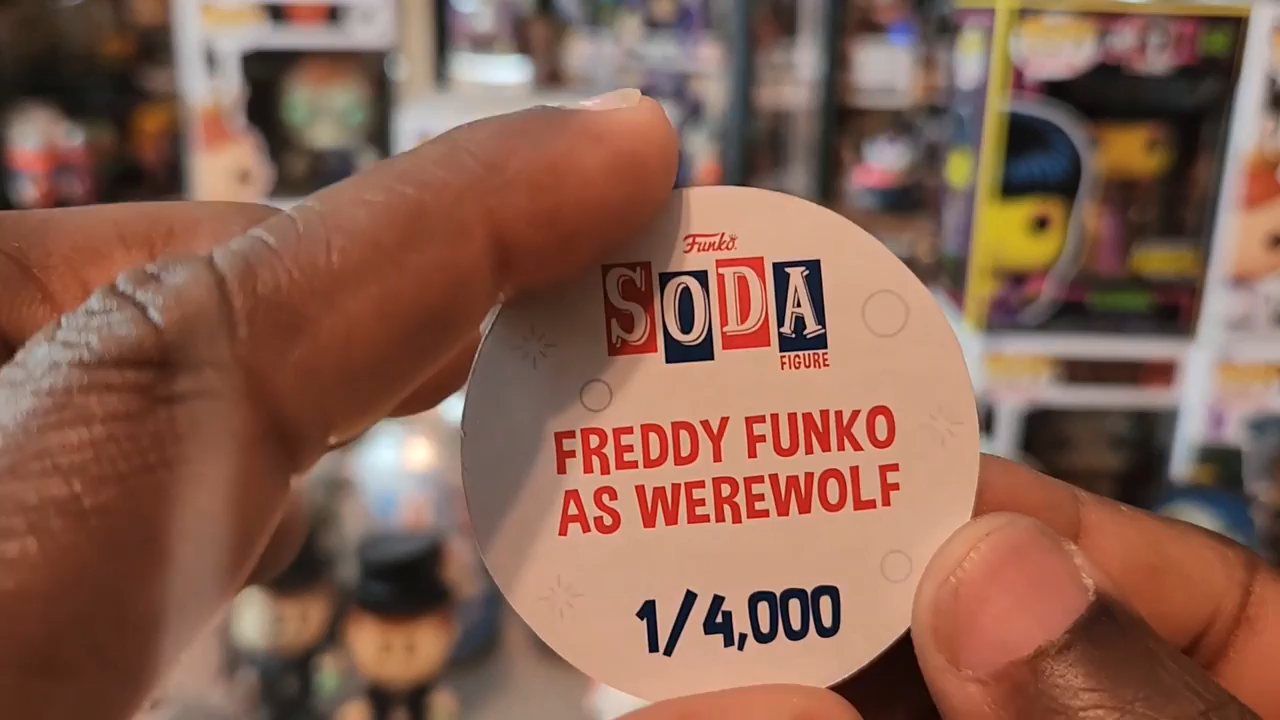 Funko
SODA
FIGURE
FREDDY FUNKO
AS WEREWOLF
1/4,000